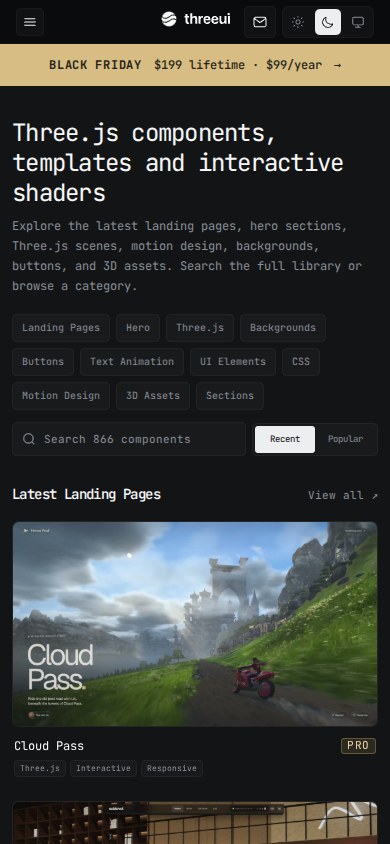 threeui
BLACK FRIDAY $199 lifetime · $99/year →
Three.js components,
templates and interactive
shaders
Explore the latest landing pages, hero sections,
Three.js scenes, motion design, backgrounds,
buttons, and 3D assets. Search the full library or
browse a category.
Landing Pages Hero Three.js Backgrounds
Buttons Text Animation UI Elements CSS
Motion Design 3D Assets Sections
Search 866 components Recent Popular
Latest Landing Pages View all ↗
Cloud
Pass.
Cloud Pass PRO
Three.js Interactive Responsive